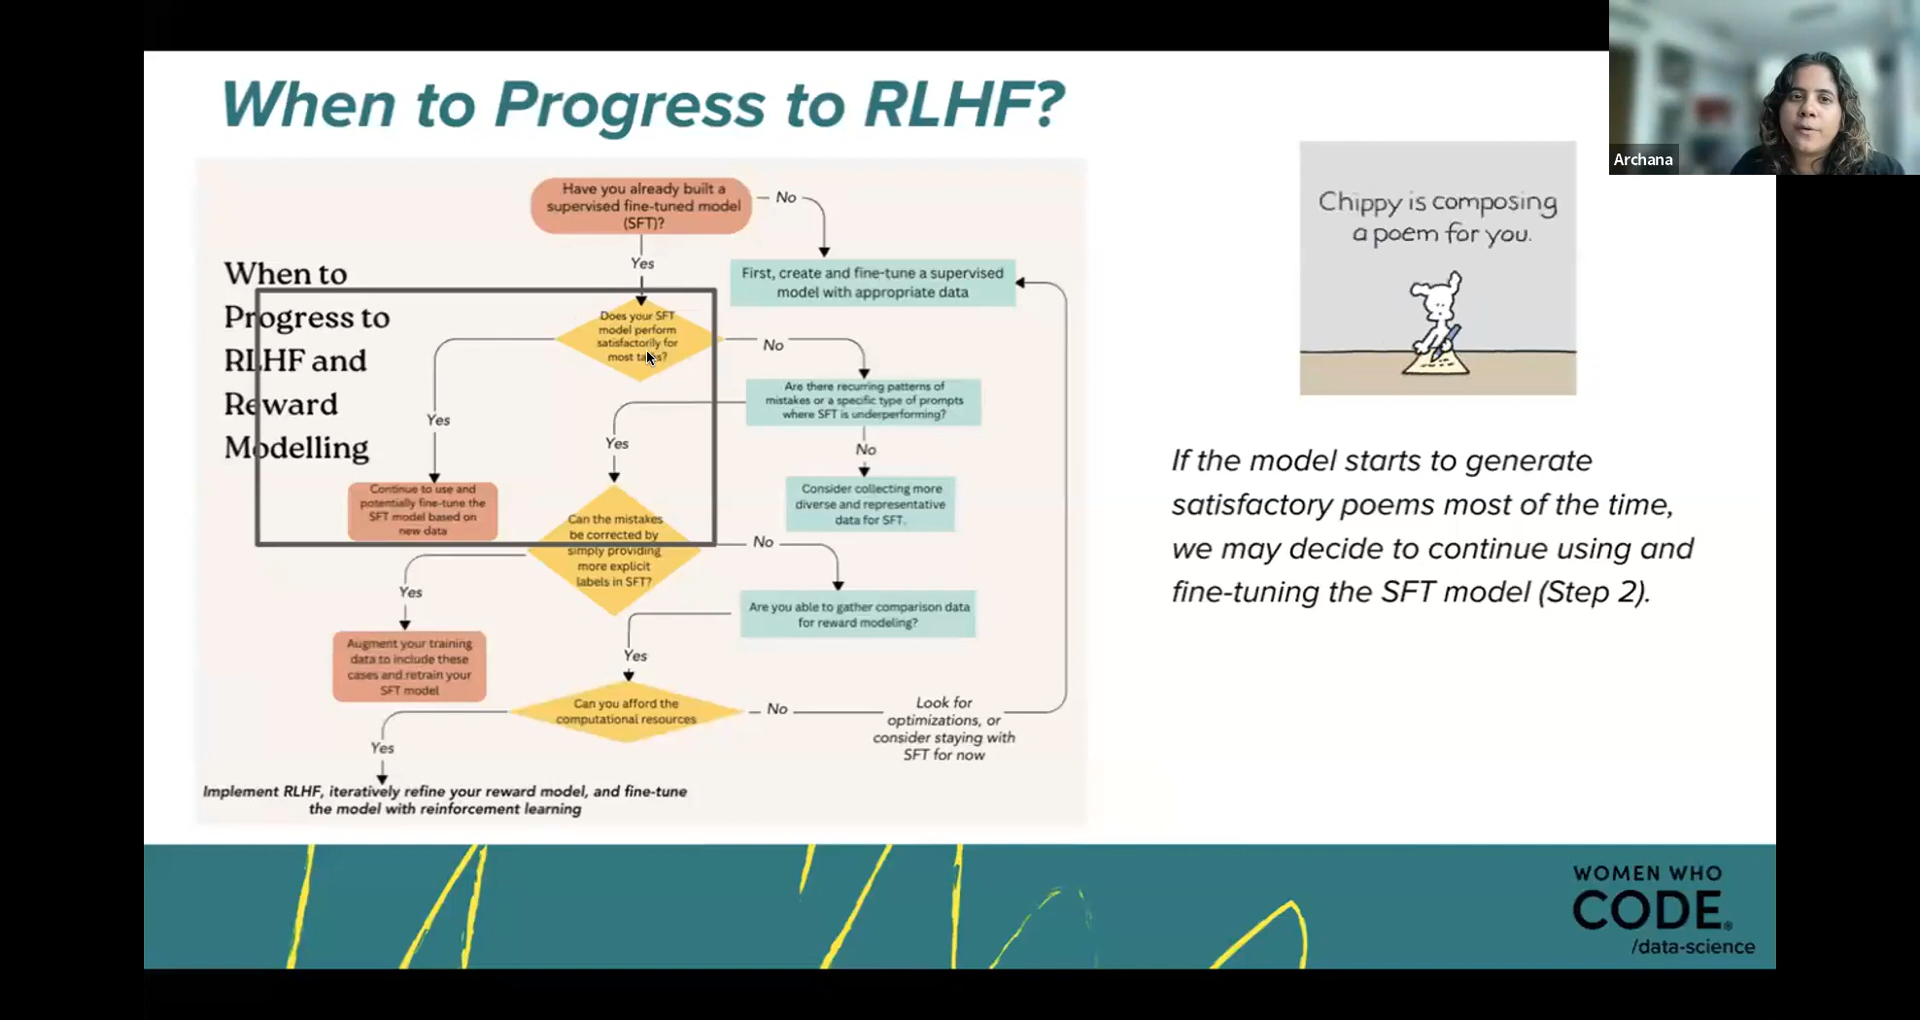 When to Progress to RLHF?
Archana
When to
Progress to
RLHF and
Reward
Modelling
Have you already built a
supervised fine-tuned model
(SFT)?
No
Yes
First, create and fine-tune a supervised
model with appropriate data
Does your SFT
model perform
satisfactorily for
most tasks?
No
Yes
Are there recurring patterns of
mistakes or a specific type of prompts
where SFT is underperforming?
Yes
No
Continue to use and
potentially fine-tune the
SFT model based on
new data
Consider collecting more
diverse and representative
data for SFT.
Can the mistakes
be corrected by
simply providing
more explicit
labels in SFT?
No
Yes
Are you able to gather comparison data
for reward modeling?
Augment your training
data to include these
cases and retrain your
SFT model
Yes
Can you afford the
computational resources
No
Look for
optimizations, or
consider staying with
SFT for now
Yes
Implement RLHF, iteratively refine your reward model, and fine-tune
the model with reinforcement learning
Chippy is composing
a poem for you.
If the model starts to generate
satisfactory poems most of the time,
we may decide to continue using and
fine-tuning the SFT model (Step 2).
WOMEN WHO
CODE®
/data-science